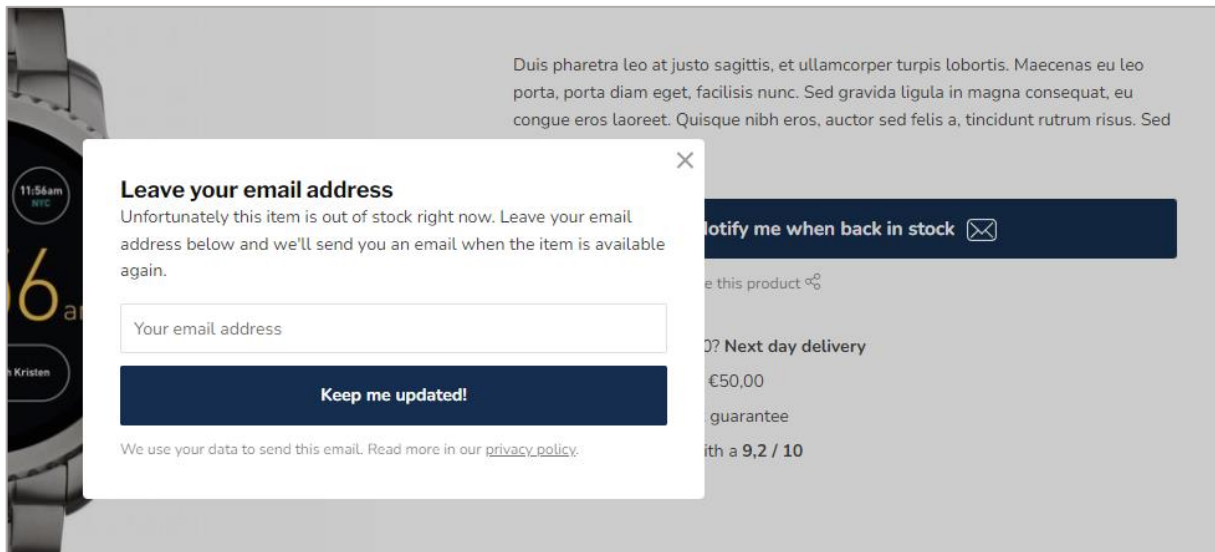 Duis pharetra leo at justo sagittis, et ullamcorper turpis lobortis. Maecenas eu leo
porta, porta diam eget, facilisis nunc. Sed gravida ligula in magna consequat, eu
congue eros laoreet. Quisque nibh eros, auctor sed felis a, tincidunt rutrum risus. Sed
11:56am
NYC
Kristen
Leave your email address
Unfortunately this item is out of stock right now. Leave your email
address below and we'll send you an email when the item is available
again.
Your email address
Keep me updated!
We use your data to send this email. Read more in our privacy policy.
me when back in stock
this product
Next day delivery
€50,00
guarantee
with a 9,2 / 10